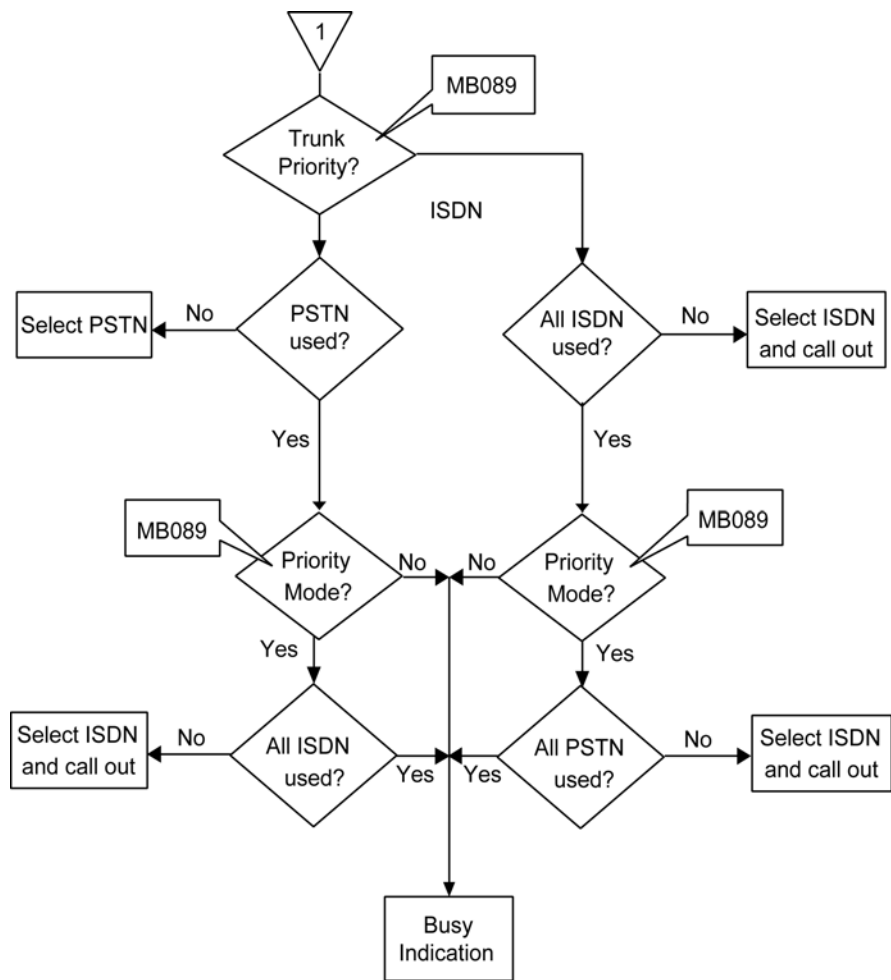 1
MB089
Trunk
Priority?
ISDN
Select PSTN
No
PSTN
used?
All ISDN
used?
No
Select ISDN
and call out
Yes
Yes
MB089
Priority
Mode?
No
No
Priority
Mode?
MB089
Yes
Yes
Select ISDN
and call out
No
All ISDN
used?
Yes
Yes
All PSTN
used?
No
Select ISDN
and call out
Busy
Indication